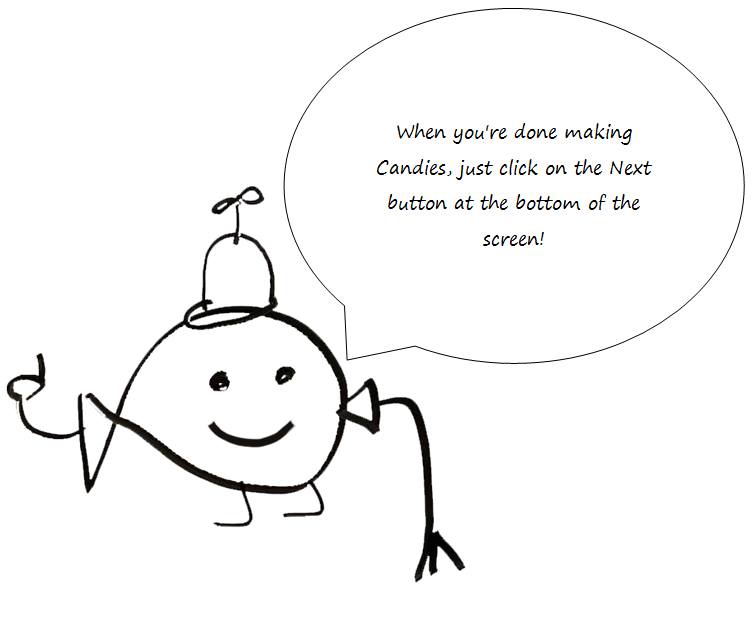 When you're done making
Candies, just click on the Next
button at the bottom of the
screen!